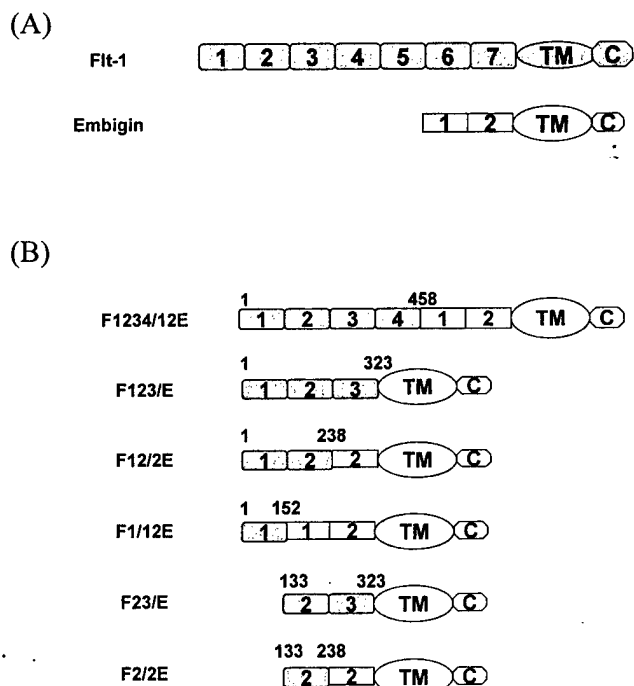 (A)
Flt-1 1 2 3 4 5 6 7 TM C
Embigin 1 2 TM C
(B)
1 458
F1234/12E 1 2 3 4 1 2 TM C
1 323
F123/E 1 2 3 TM C
1 238
F12/2E 1 2 2 TM C
1 152
F1/12E 1 1 2 TM C
133 323
F23/E 2 3 TM C
133 238
F2/2E 2 2 TM C